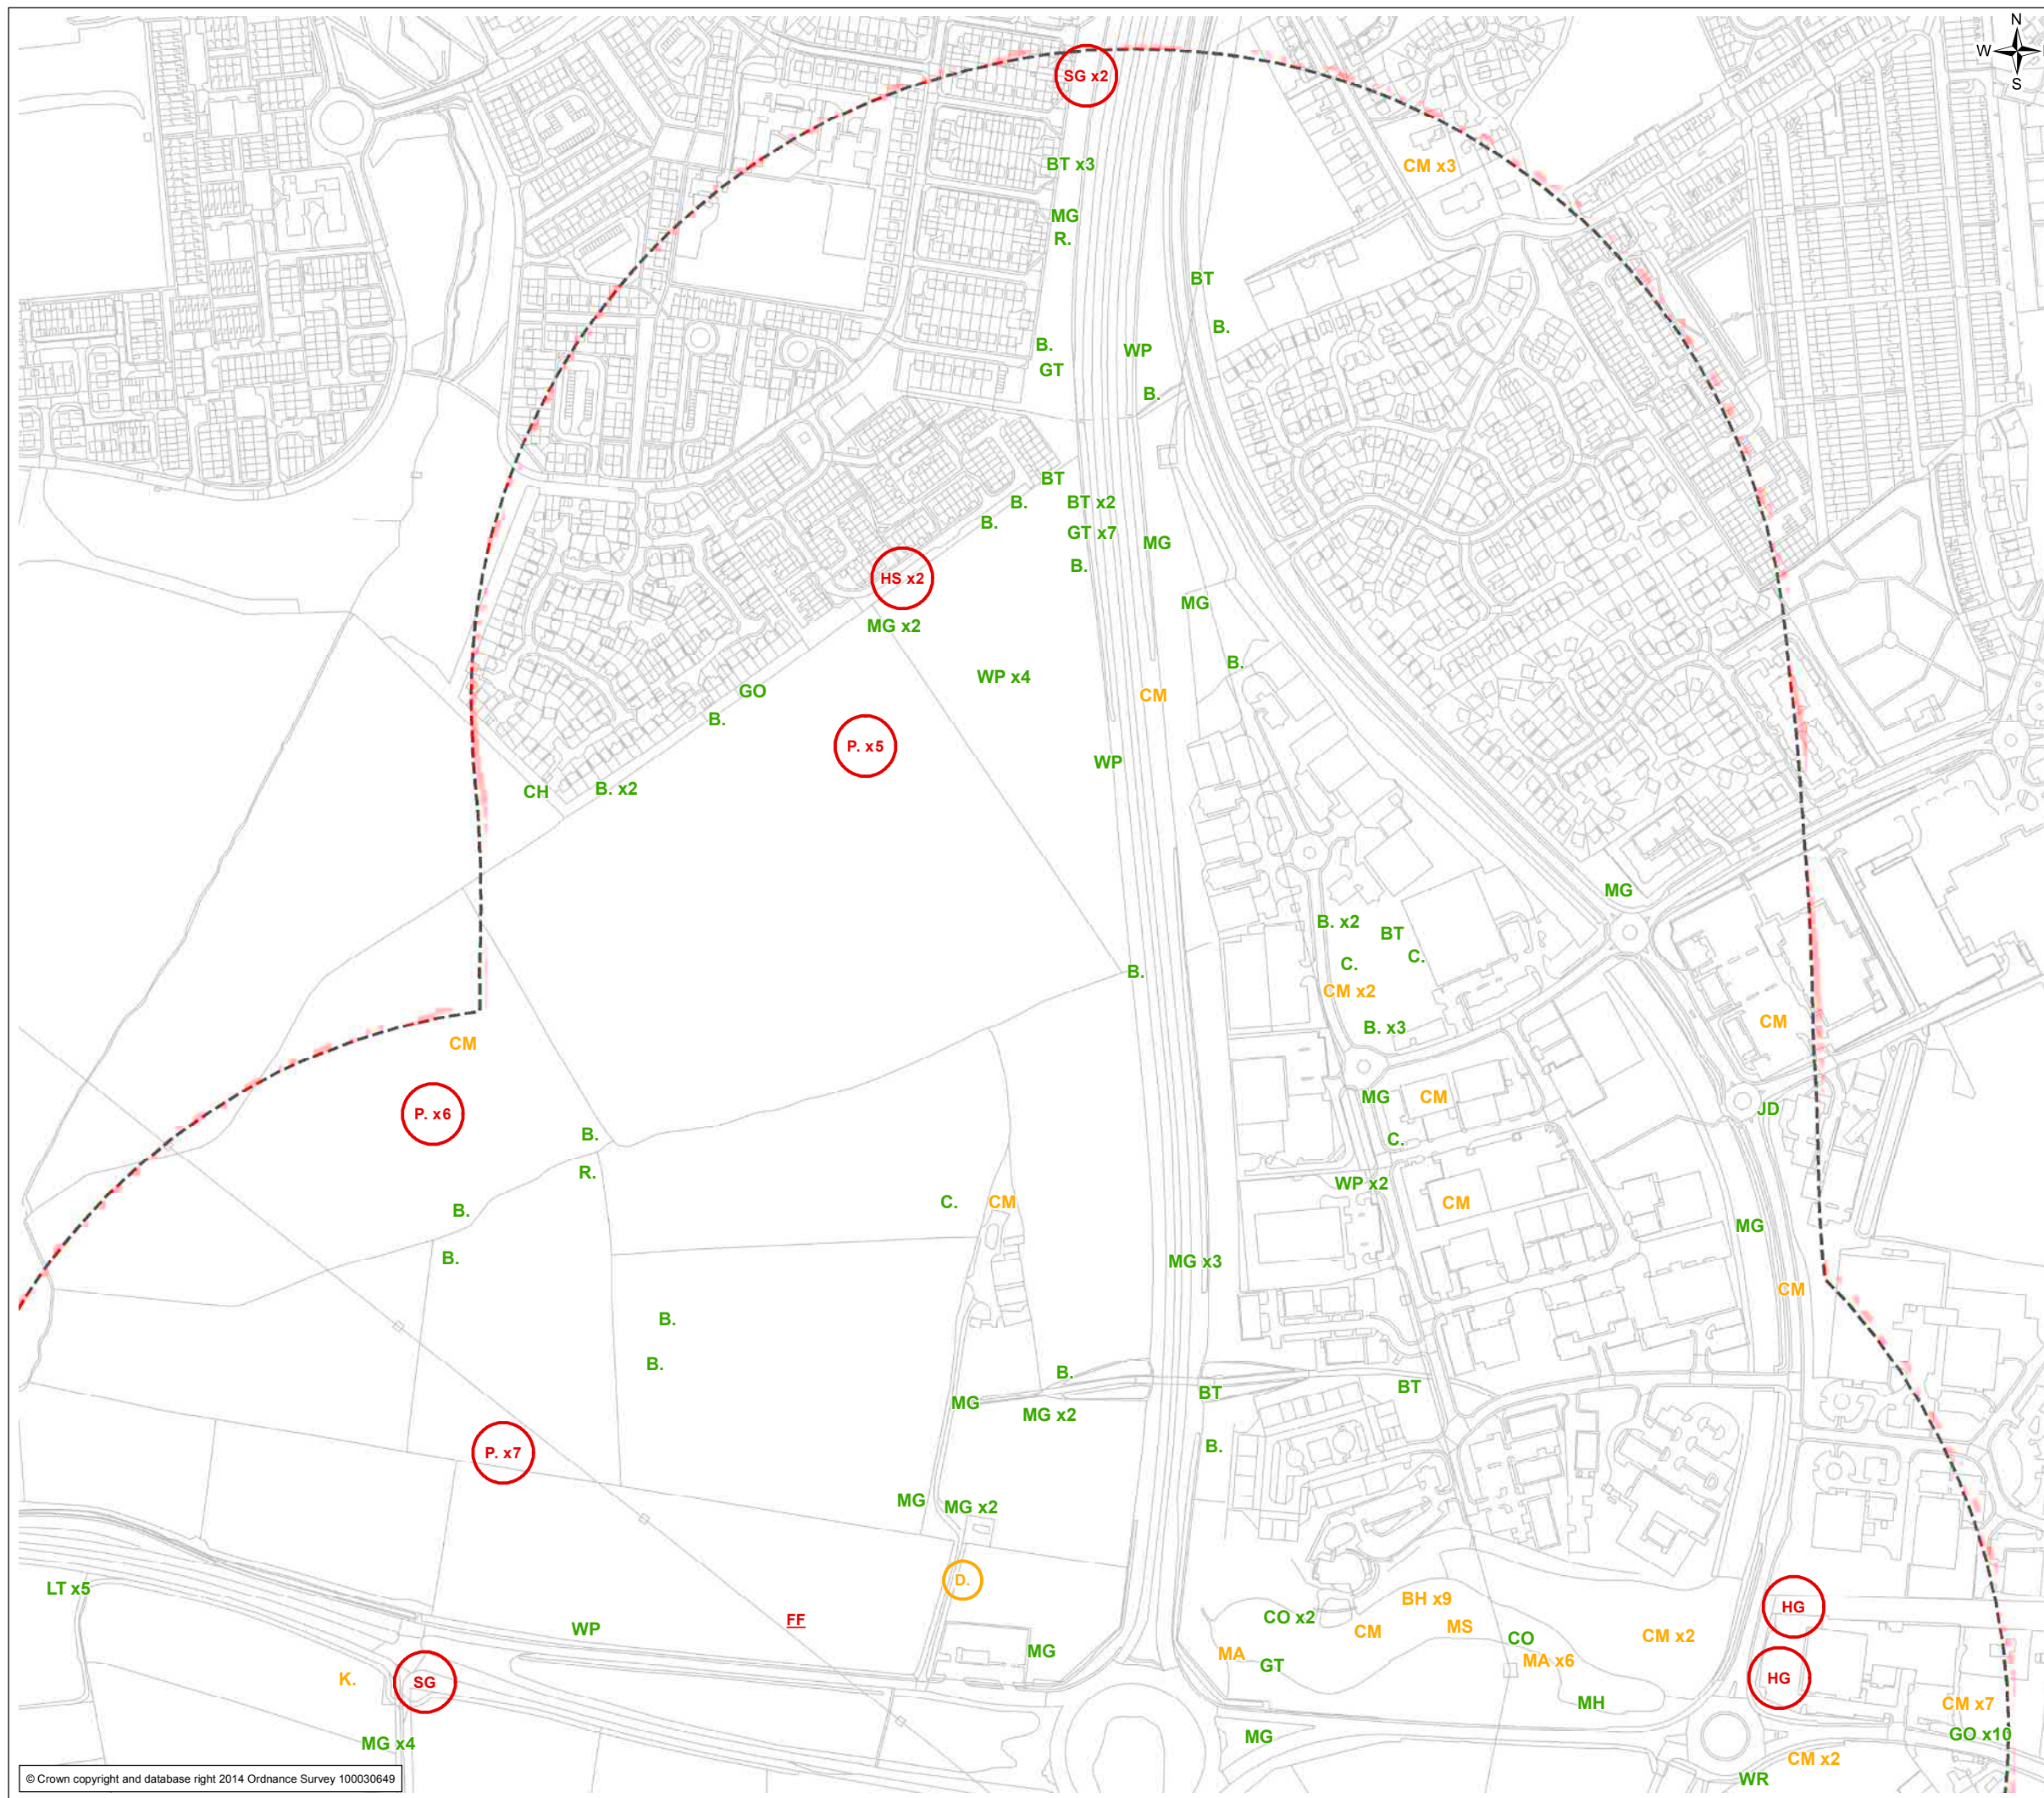 N
W
S
SG x2
BT x3
CM x3
MG
R.
BT
B.
B.
WP
GT
B.
BT
B.
BT x2
B.
GT x7
MG
B.
HS x2
MG
MG x2
B.
WP x4
GO
CM
B.
P. x5
WP
CH
B. x2
MG
B. x2
BT
C.
C.
B.
CM x2
CM
B. x3
CM
MG
CM
P. x6
JD
B.
C.
R.
WP x2
C.
CM
CM
B.
MG
B.
MG x3
CM
B.
B.
B.
BT
BT
MG
MG x2
B.
P. x7
MG
MG x2
D.
LT x5
BH x9
HG
CO x2
FF
WP
CM
MS
CM x2
CO
MG
MA
MA x6
GT
K.
SG
HG
MH
CM x7
MG
GO x10
MG x4
CM x2
WR
© Crown copyright and database right 2014 Ordnance Survey 100030649